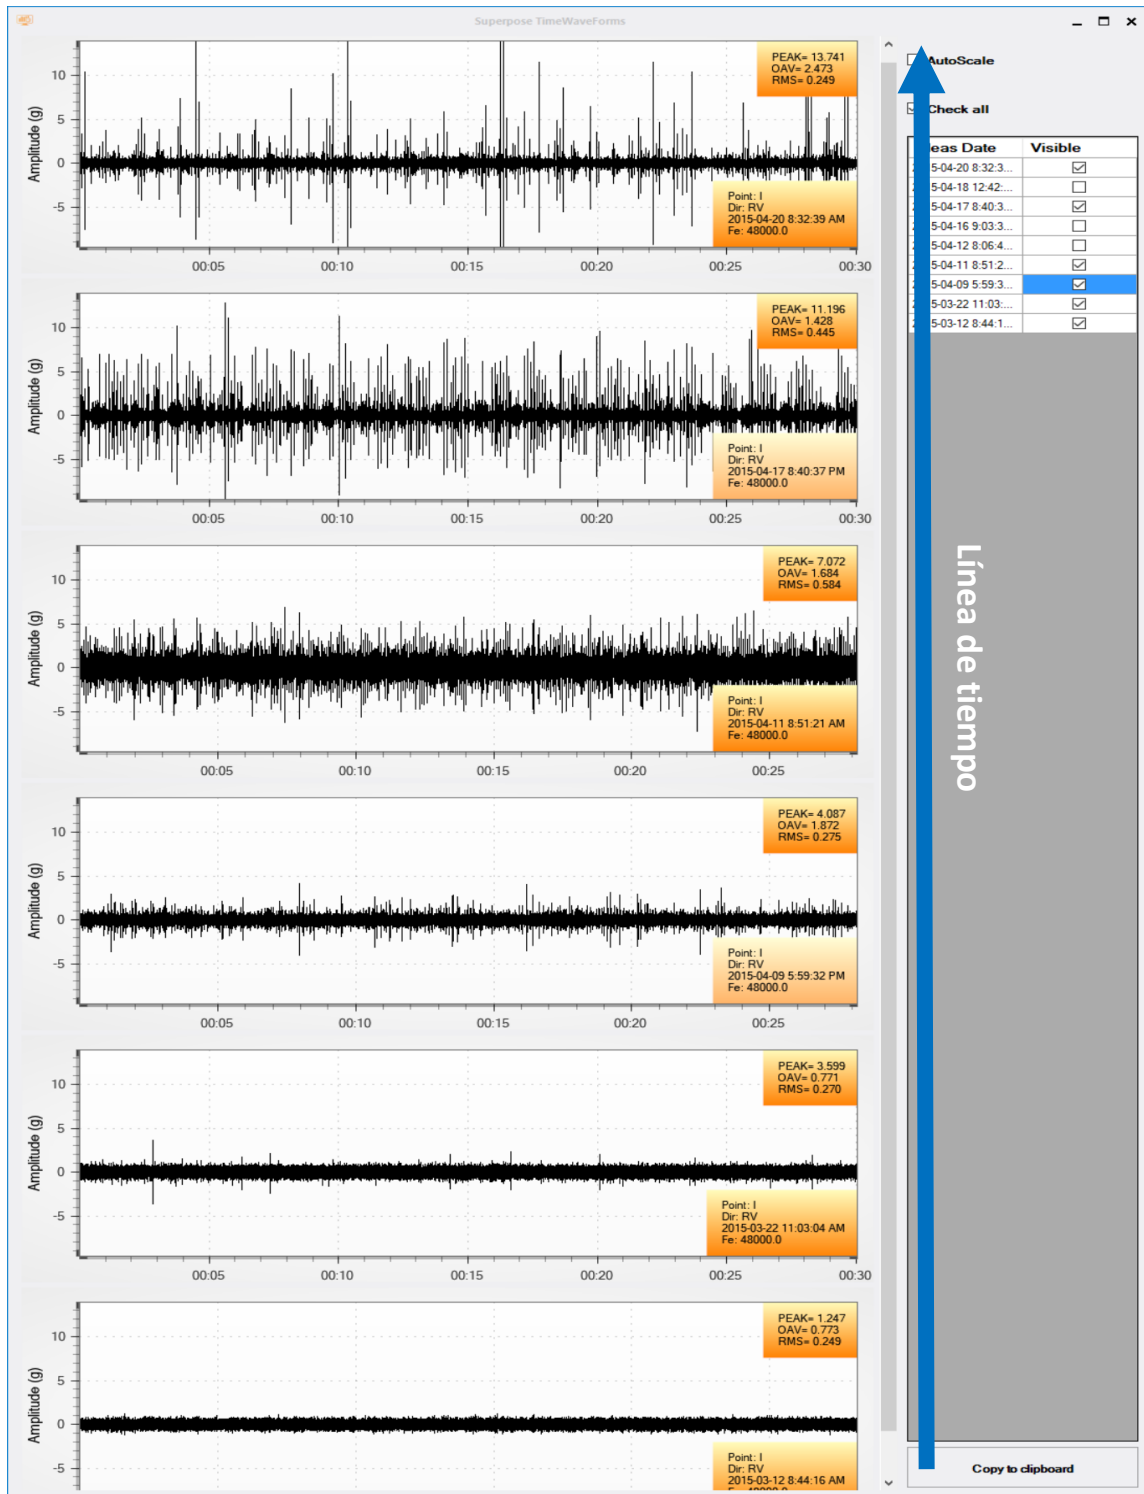 Superpose TimeWaveForms
AutoScale
Check all
eas Date Visible
5-04-20 8:32:3...
5-04-18 12:42:...
5-04-17 8:40:3...
5-04-16 9:03:3...
5-04-12 8:06:4...
5-04-11 8:51:2...
5-04-09 5:59:3...
5-03-22 11:03:...
5-03-12 8:44:1...
Línea de tiempo
Copy to clipboard
Amplitude (g)
10
5
0
-5
PEAK= 13.741
OAV= 2.473
RMS= 0.249
Point: I
Dir: RV
2015-04-20 8:32:39 AM
Fe: 48000.0
00:05 00:10 00:15 00:20 00:25 00:30
Amplitude (g)
10
5
0
-5
PEAK= 11.196
OAV= 1.428
RMS= 0.445
Point: I
Dir: RV
2015-04-17 8:40:37 PM
Fe: 48000.0
00:05 00:10 00:15 00:20 00:25 00:30
Amplitude (g)
10
5
0
-5
PEAK= 7.072
OAV= 1.684
RMS= 0.584
Point: I
Dir: RV
2015-04-11 8:51:21 AM
Fe: 48000.0
00:05 00:10 00:15 00:20 00:25
Amplitude (g)
10
5
0
-5
PEAK= 4.087
OAV= 1.872
RMS= 0.275
Point: I
Dir: RV
2015-04-09 5:59:32 PM
Fe: 48000.0
00:05 00:10 00:15 00:20 00:25
Amplitude (g)
10
5
0
-5
PEAK= 3.599
OAV= 0.771
RMS= 0.270
Point: I
Dir: RV
2015-03-22 11:03:04 AM
Fe: 48000.0
00:05 00:10 00:15 00:20 00:25 00:30
Amplitude (g)
10
5
0
-5
PEAK= 1.247
OAV= 0.773
RMS= 0.249
Point: I
Dir: RV
2015-03-12 8:44:16 AM